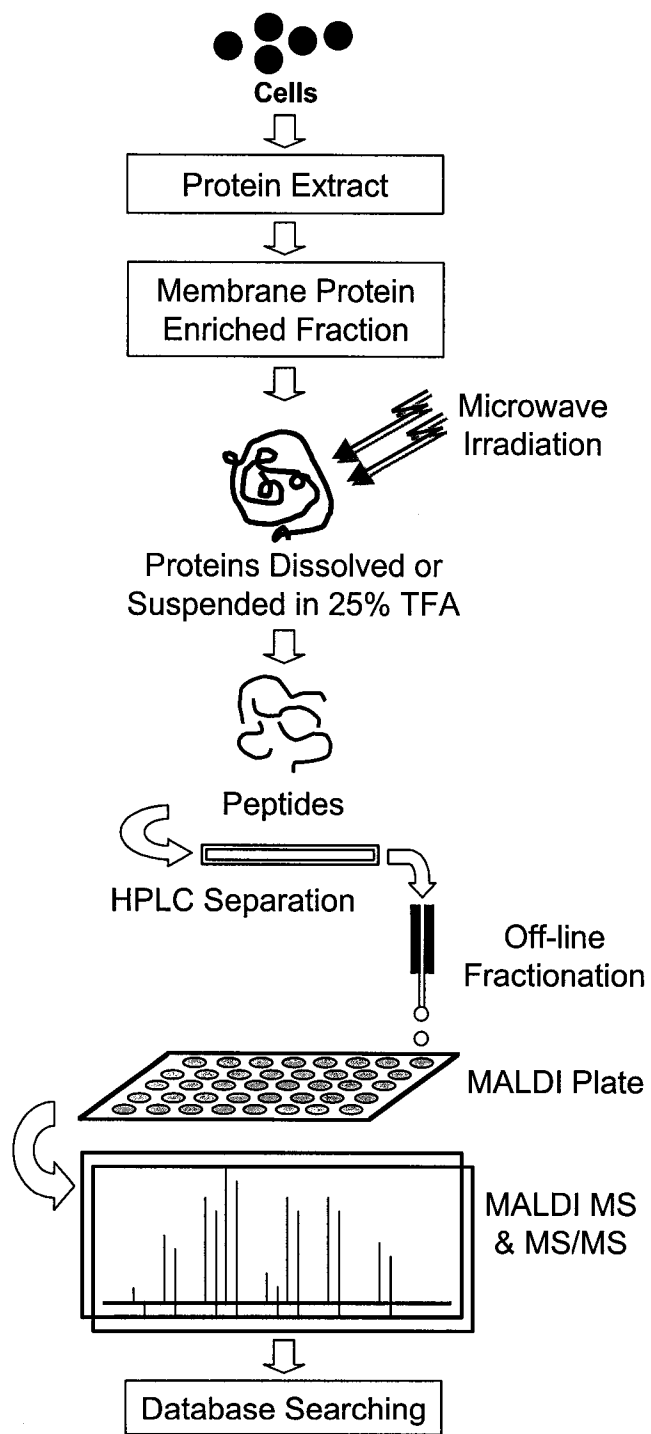 Cells
Protein Extract
Membrane Protein
Enriched Fraction
Microwave
Irradiation
Proteins Dissolved or
Suspended in 25% TFA
Peptides
HPLC Separation
Off-line
Fractionation
MALDI Plate
MALDI MS
& MS/MS
Database Searching